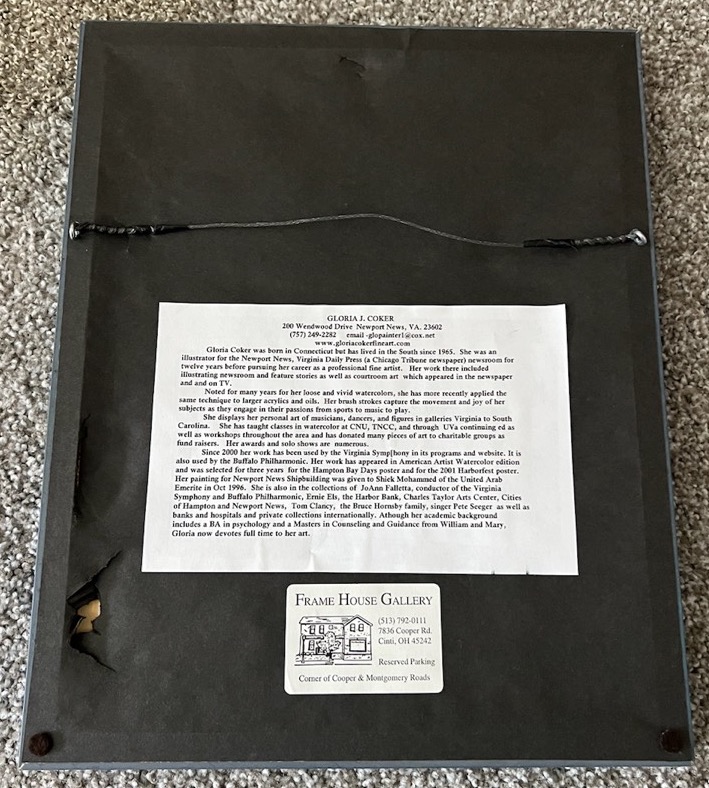 GLORIA J. COKER
200 Wendwood Drive Newport News, VA. 23602
(757) 249-2282 email -glopainter1@cox.net
www.gloriacokerfineart.com
Gloria Coker was born in Connecticut but has lived in the South since 1965. She was an
illustrator for the Newport News, Virginia Daily Press (a Chicago Tribune newspaper) newsroom for
twelve years before pursuing her career as a professional fine artist. Her work there included
illustrating newsroom and feature stories as well as courtroom art which appeared in the newspaper
and and on TV.
Noted for many years for her loose and vivid watercolors, she has more recently applied the
same technique to larger acrylics and oils. Her brush strokes capture the movement and joy of her
subjects as they engage in their passions from sports to music to play.
She displays her personal art of musicians, dancers, and figures in galleries Virginia to South
Carolina. She has taught classes in watercolor at CNU, TNCC, and through UVa continuing ed as
well as workshops throughout the area and has donated many pieces of art to charitable groups as
fund raisers. Her awards and solo shows are numerous.
Since 2000 her work has been used by the Virginia Symp[hony in its programs and website. It is
also used by the Buffalo Philharmonic. Her work has appeared in American Artist Watercolor edition
and was selected for three years for the Hampton Bay Days poster and for the 2001 Harborfest poster.
Her painting for Newport News Shipbuilding was given to Shiek Mohammed of the United Arab
Emerite in Oct 1996. She is also in the collections of JoAnn Falletta, conductor of the Virginia
Symphony and Buffalo Philharmonic, Ernie Els, the Harbor Bank, Charles Taylor Arts Center, Cities
of Hampton and Newport News, Tom Clancy, the Bruce Hornsby family, singer Pete Seeger as well as
banks and hospitals and private collections internationally. Athough her academic background
includes a BA in psychology and a Masters in Counseling and Guidance from William and Mary,
Gloria now devotes full time to her art.
FRAME HOUSE GALLERY
(513) 792-0111
7836 Cooper Rd.
Cinti, OH 45242
Reserved Parking
Corner of Cooper & Montgomery Roads